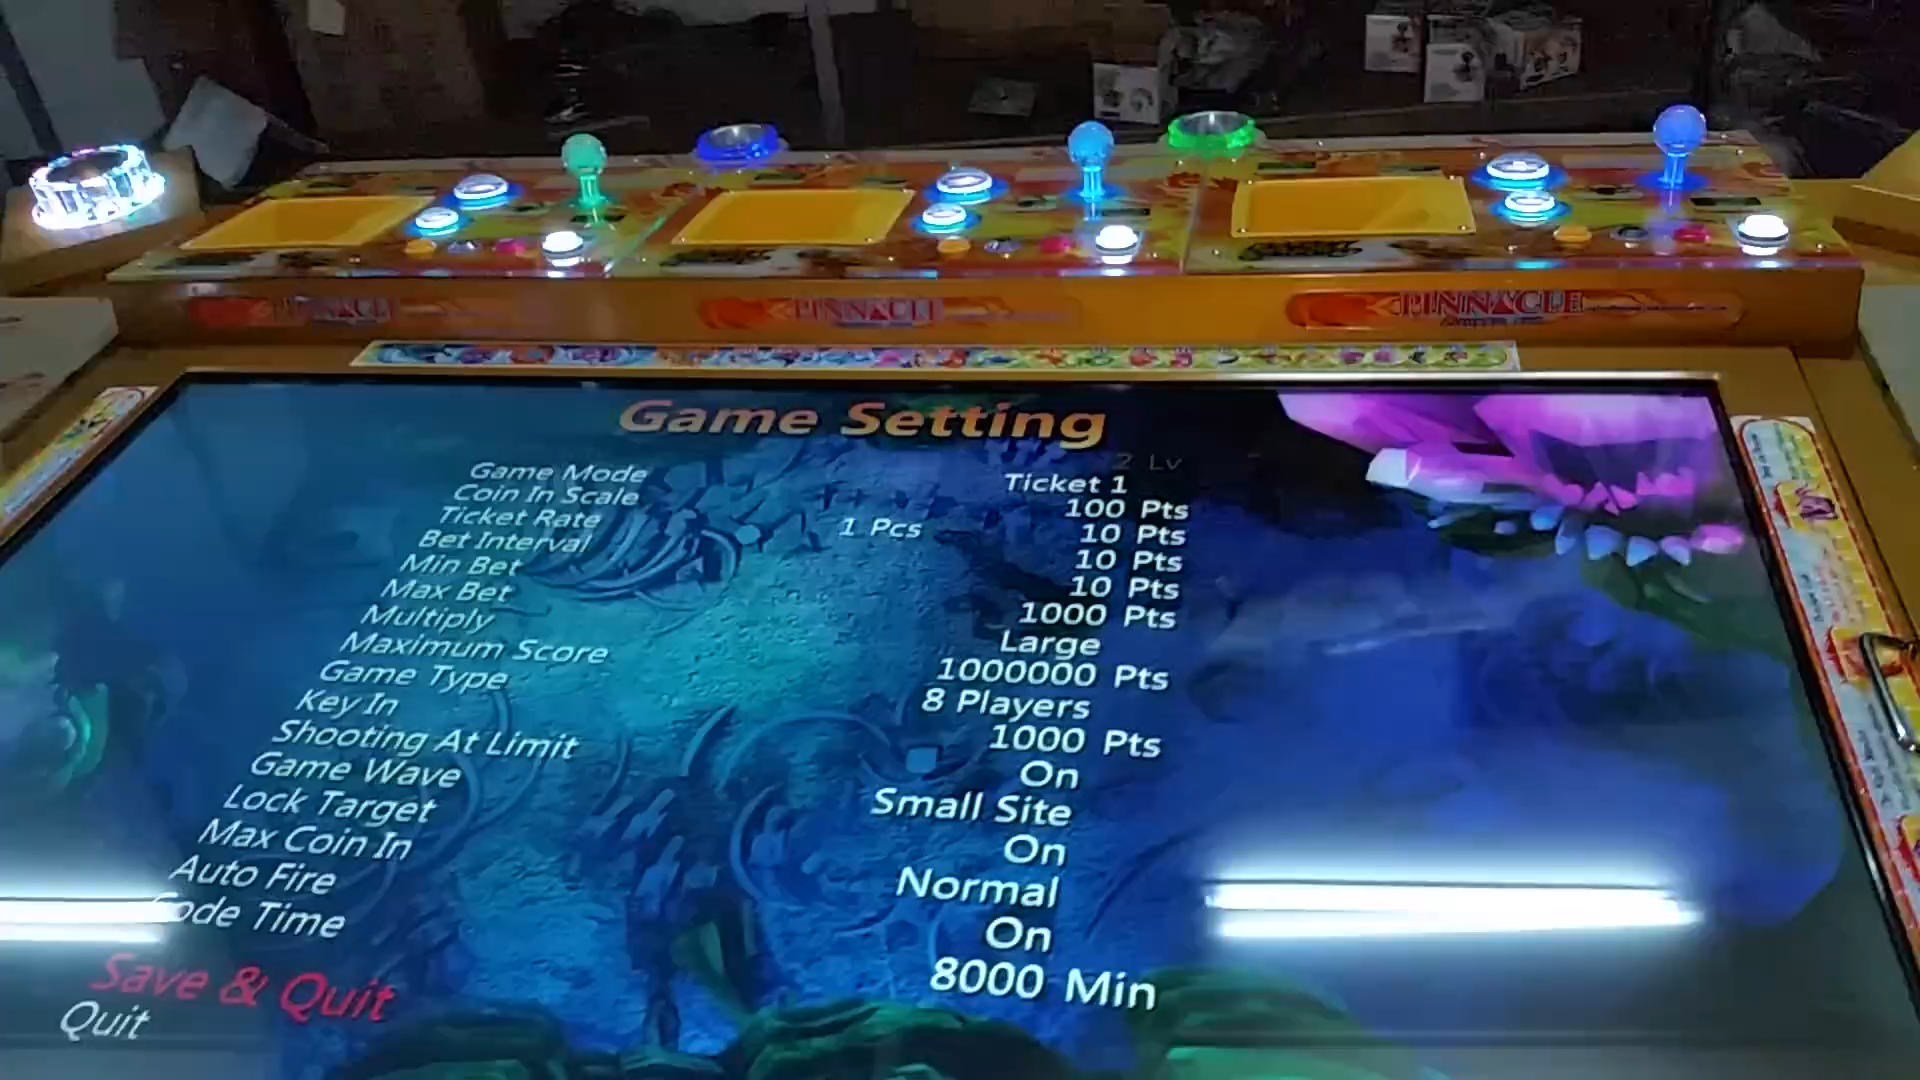 PINNACLE PINNACLE PINNACLE
Game Setting
2 Lv
Game Mode Ticket 1
Coin In Scale 100 Pts
Ticket Rate 1 Pcs 10 Pts
Bet Interval 10 Pts
Min Bet 10 Pts
Max Bet 1000 Pts
Multiply Large
Maximum Score 1000000 Pts
Game Type 8 Players
Key In 1000 Pts
Shooting At Limit On
Game Wave Small Site
Lock Target On
Max Coin In Normal
Auto Fire On
Code Time 8000 Min
Save & Quit
Quit